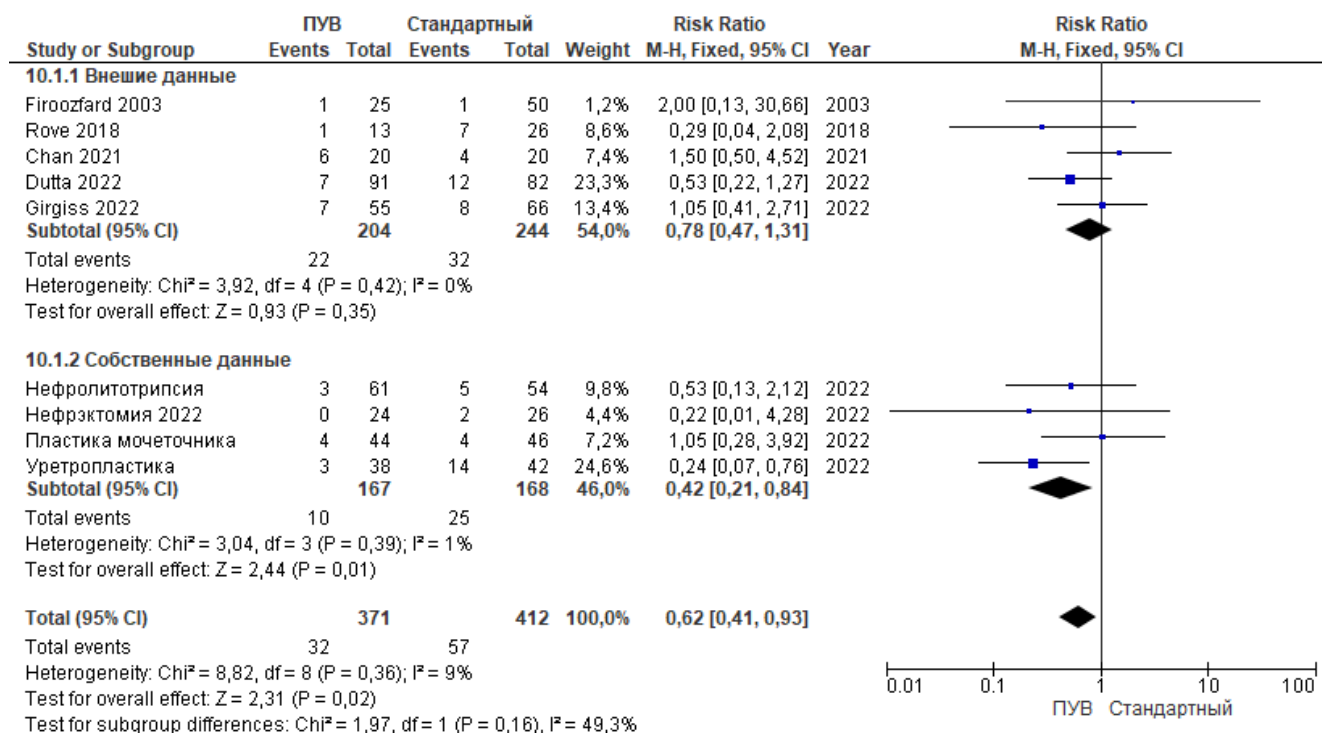 ПУВ Стандартный Risk Ratio Risk Ratio
Study or Subgroup Events Total Events Total Weight M-H, Fixed, 95% CI Year M-H, Fixed, 95% CI
10.1.1 Внешие данные
Firoozfard 2003 1 25 1 50 1,2% 2,00 [0,13, 30,66] 2003
Rove 2018 1 13 7 26 8,6% 0,29 [0,04, 2,08] 2018
Chan 2021 6 20 4 20 7,4% 1,50 [0,50, 4,52] 2021
Dutta 2022 7 91 12 82 23,3% 0,53 [0,22, 1,27] 2022
Girgiss 2022 7 55 8 66 13,4% 1,05 [0,41, 2,71] 2022
Subtotal (95% CI) 204 244 54,0% 0,78 [0,47, 1,31]
Total events 22 32
Heterogeneity: Chi² = 3,92, df = 4 (P = 0,42); I² = 0%
Test for overall effect: Z = 0,93 (P = 0,35)
10.1.2 Собственные данные
Нефролитотрипсия 3 61 5 54 9,8% 0,53 [0,13, 2,12] 2022
Нефрэктомия 2022 0 24 2 26 4,4% 0,22 [0,01, 4,28] 2022
Пластика мочеточника 4 44 4 46 7,2% 1,05 [0,28, 3,92] 2022
Уретропластика 3 38 14 42 24,6% 0,24 [0,07, 0,76] 2022
Subtotal (95% CI) 167 168 46,0% 0,42 [0,21, 0,84]
Total events 10 25
Heterogeneity: Chi² = 3,04, df = 3 (P = 0,39); I² = 1%
Test for overall effect: Z = 2,44 (P = 0,01)
Total (95% CI) 371 412 100,0% 0,62 [0,41, 0,93]
Total events 32 57
Heterogeneity: Chi² = 8,82, df = 8 (P = 0,36); I² = 9%
Test for overall effect: Z = 2,31 (P = 0,02)
Test for subgroup differences: Chi² = 1,97, df = 1 (P = 0,16), I² = 49,3%
0.01 0.1 1 10 100
ПУВ Стандартный